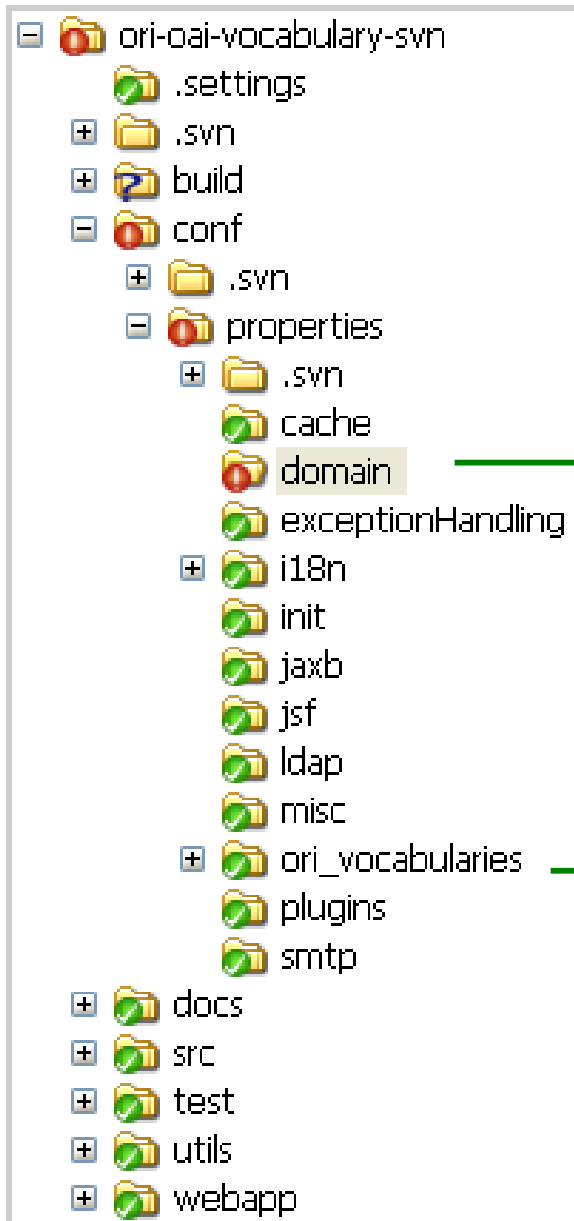 ori-oai-vocabulary-svn
.settings
.svn
build
conf
.svn
properties
.svn
cache
domain
exceptionHandling
i18n
init
jaxb
jsf
ldap
misc
ori_vocabularies
plugins
smtp
docs
src
test
utils
webapp